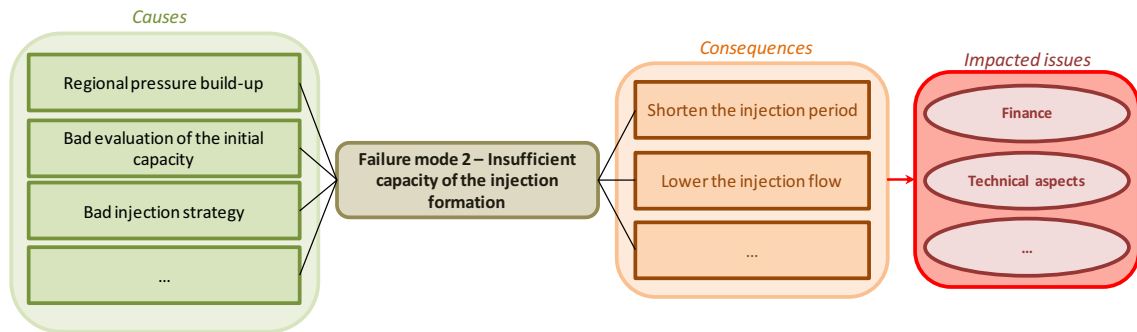 Causes
Regional pressure build-up
Bad evaluation of the initial
capacity
Bad injection strategy
...
Failure mode 2 – Insufficient
capacity of the injection
formation
Consequences
Shorten the injection period
Lower the injection flow
...
Impacted issues
Finance
Technical aspects
...